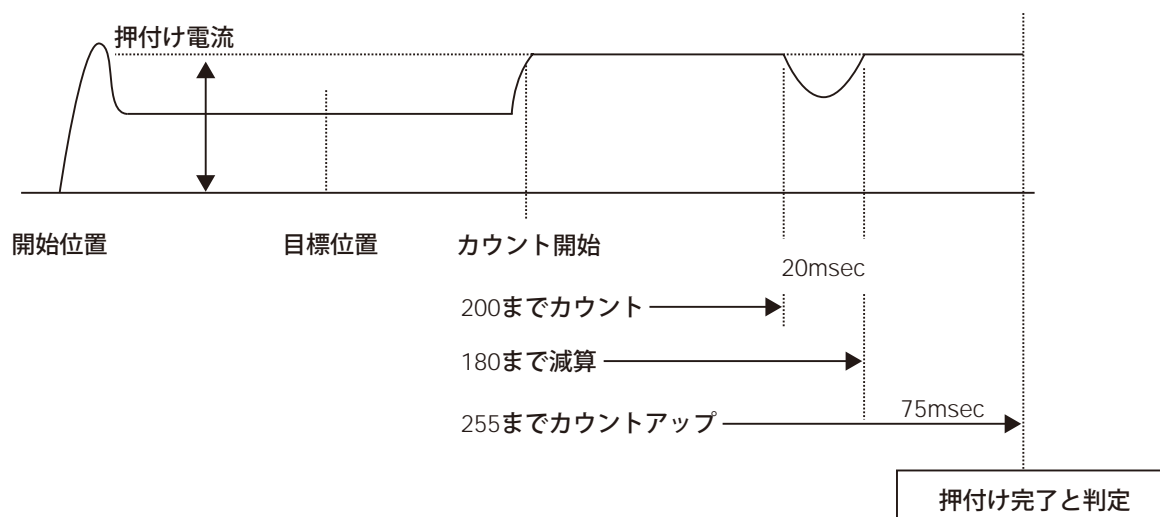 押付け電流
開始位置
目標位置
カウント開始
20msec
200までカウント
180まで減算
75msec
255までカウントアップ
押付け完了と判定